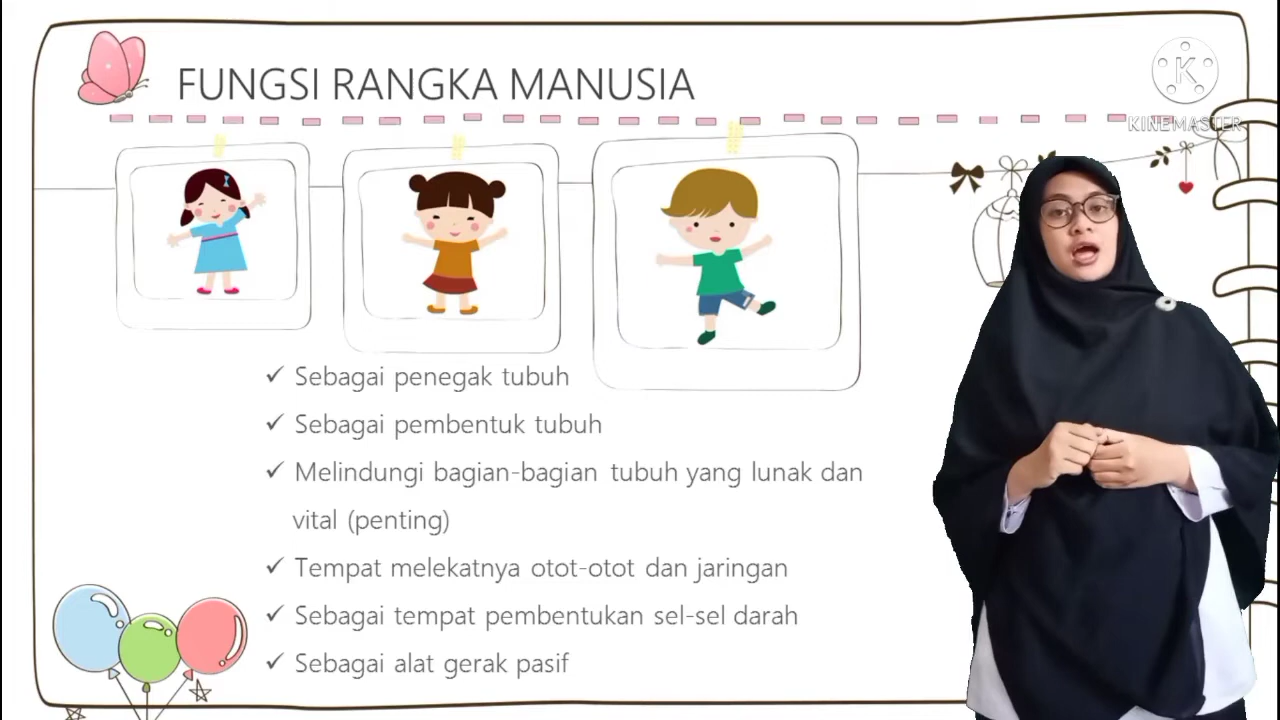 FUNGSI RANGKA MANUSIA
K
KINEMASTER
✓ Sebagai penegak tubuh
✓ Sebagai pembentuk tubuh
✓ Melindungi bagian-bagian tubuh yang lunak dan
vital (penting)
✓ Tempat melekatnya otot-otot dan jaringan
✓ Sebagai tempat pembentukan sel-sel darah
✓ Sebagai alat gerak pasif